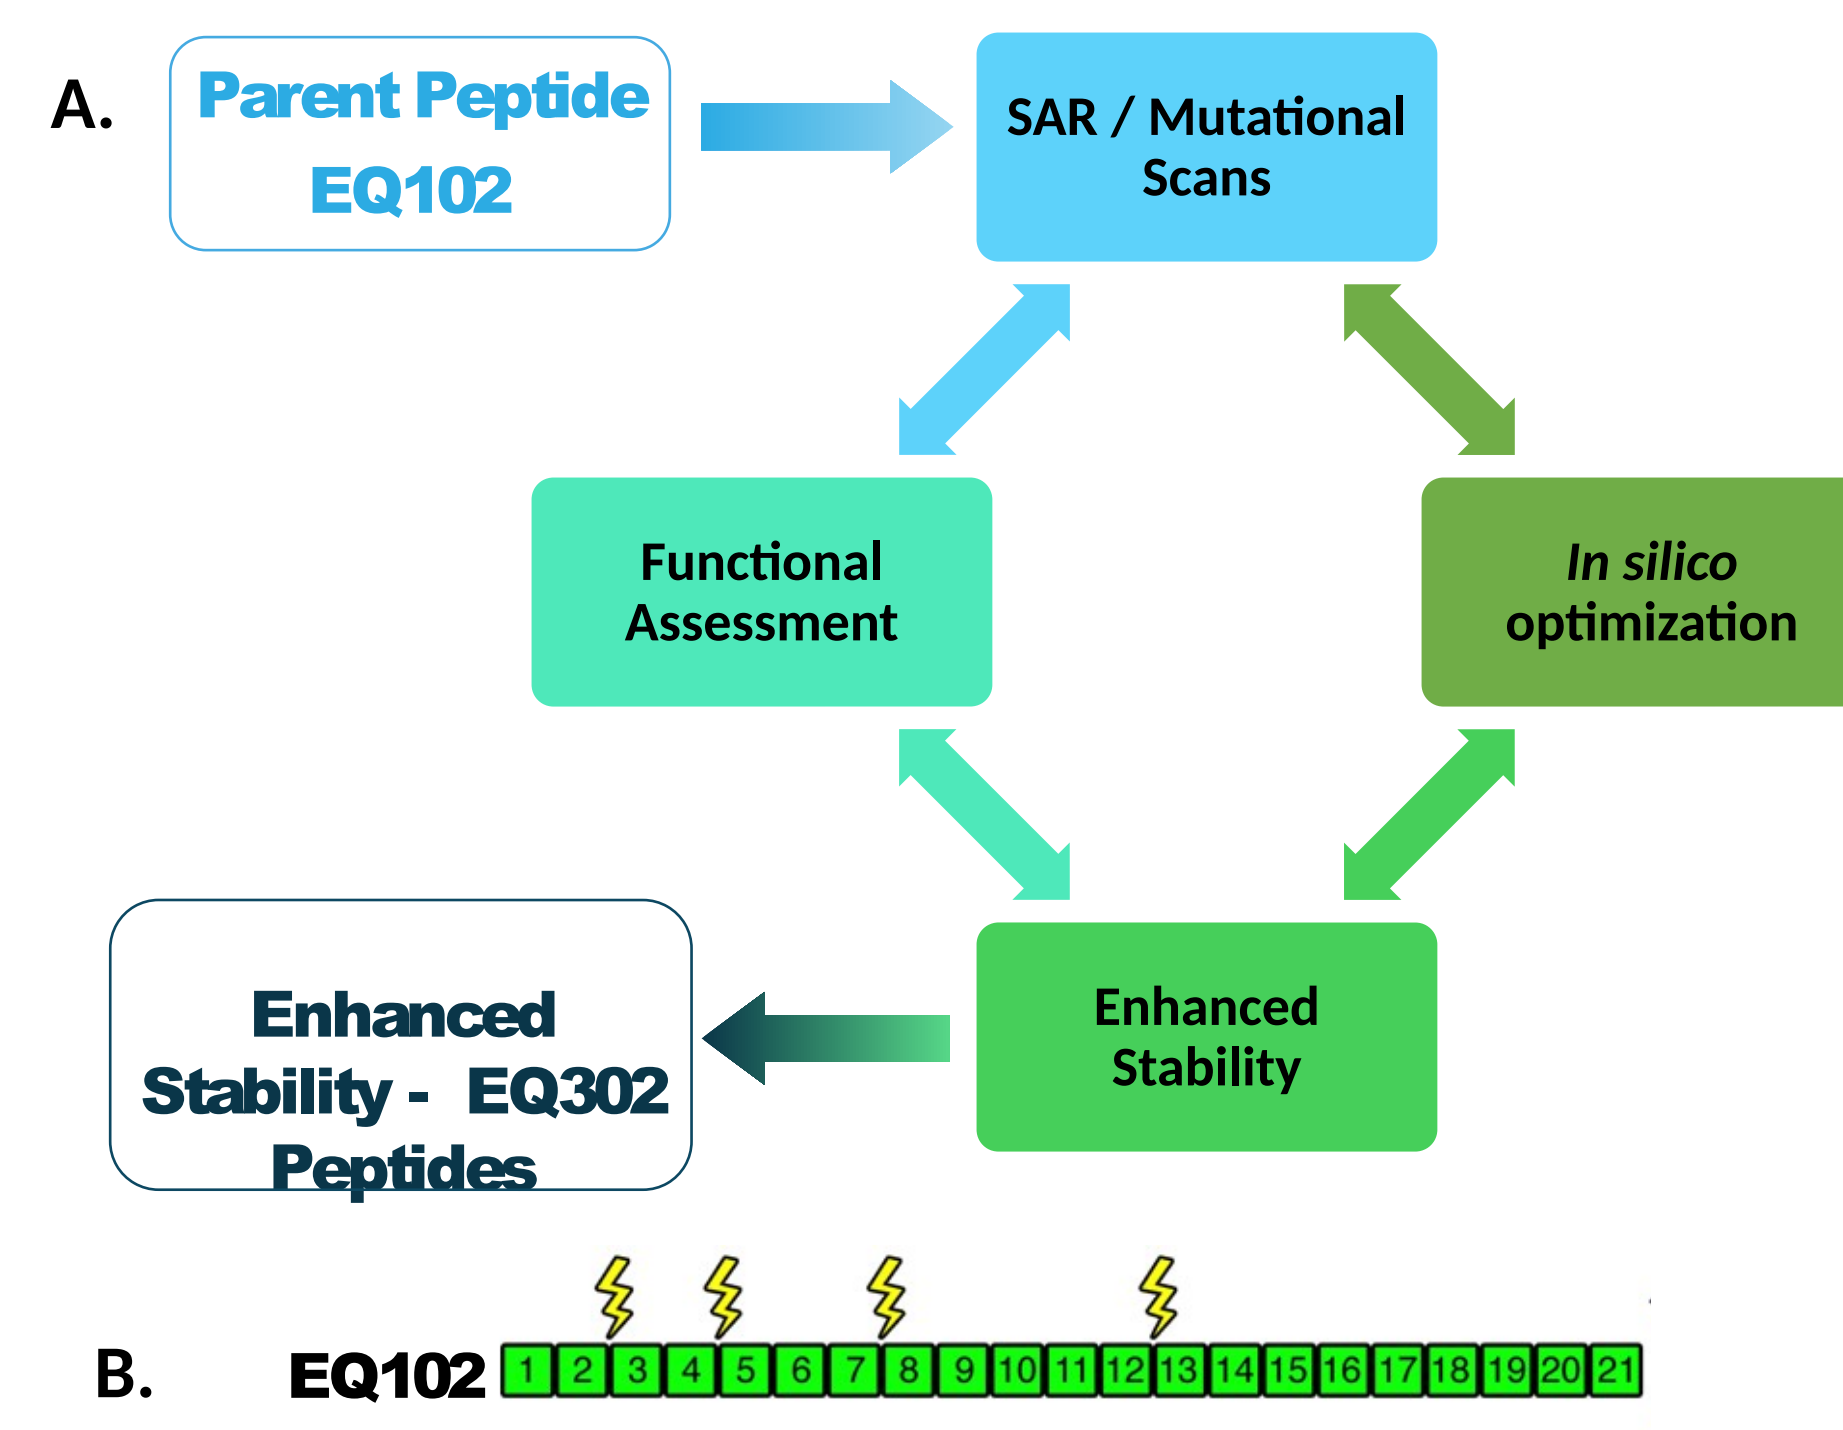 A.
Parent Peptide
EQ102
SAR / Mutational
Scans
Functional
Assessment
In silico
optimization
Enhanced
Stability - EQ302
Peptides
Enhanced
Stability
B.
EQ102
1 2 3 4 5 6 7 8 9 10 11 12 13 14 15 16 17 18 19 20 21